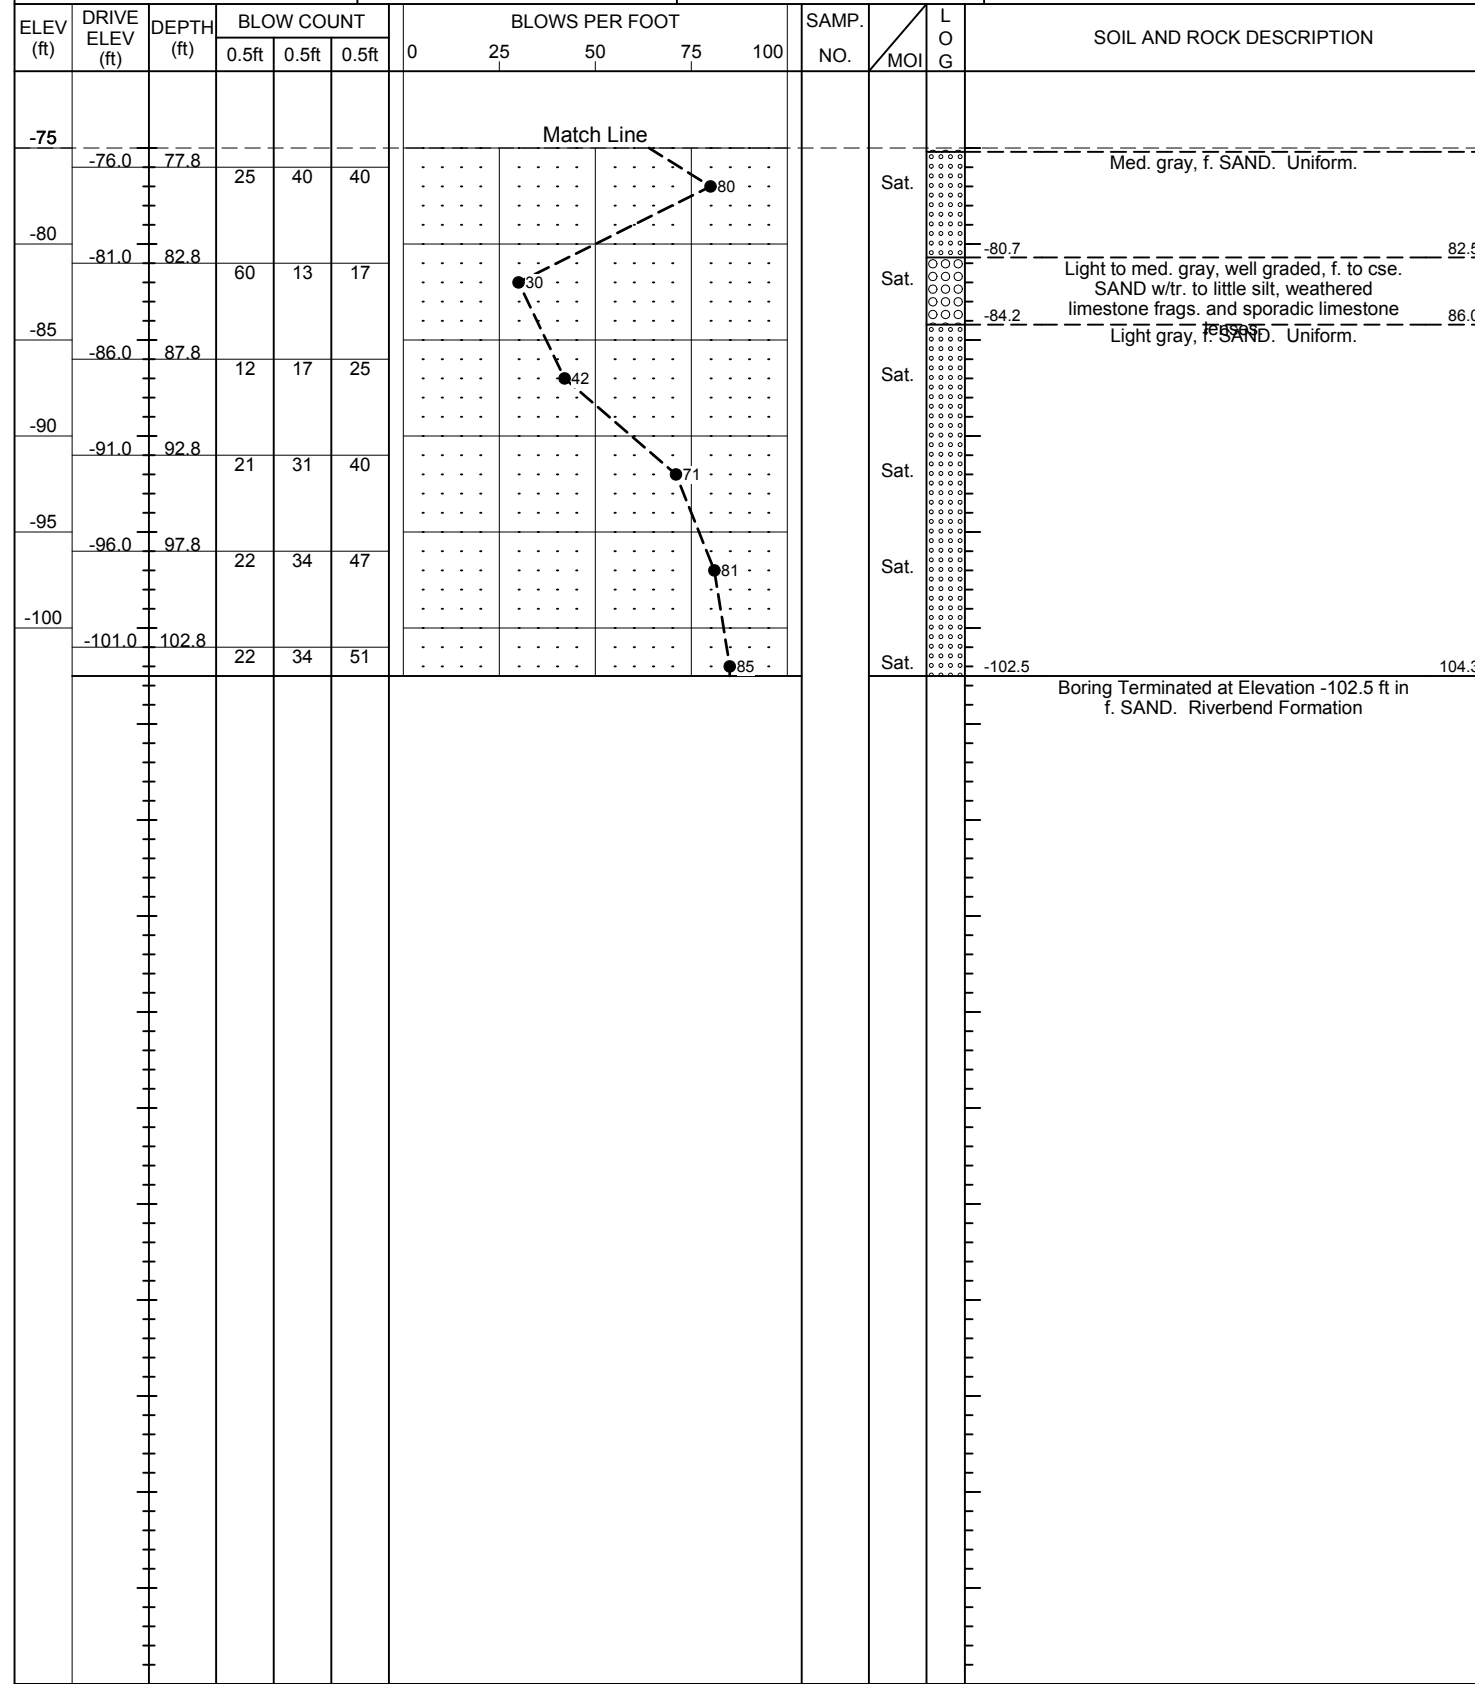 ELEV (ft) DRIVE ELEV (ft) DEPTH (ft) BLOW COUNT 0.5ft 0.5ft 0.5ft BLOWS PER FOOT 0 25 50 75 100 SAMP. NO. MOI L O G SOIL AND ROCK DESCRIPTION
-75 Match Line
-76.0 77.8 Med. gray, f. SAND. Uniform.
25 40 40 80 Sat.
-80 -80.7 82.5
-81.0 82.8 Light to med. gray, well graded, f. to cse.
60 13 17 30 Sat. SAND w/tr. to little silt, weathered
limestone frags. and sporadic limestone
lenses.
-84.2 86.0
-85 Light gray, f. SAND. Uniform.
-86.0 87.8
12 17 25 42 Sat.
-90
-91.0 92.8
21 31 40 71 Sat.
-95
-96.0 97.8
22 34 47 81 Sat.
-100
-101.0 102.8
22 34 51 85 Sat. -102.5 104.3
Boring Terminated at Elevation -102.5 ft in
f. SAND. Riverbend Formation